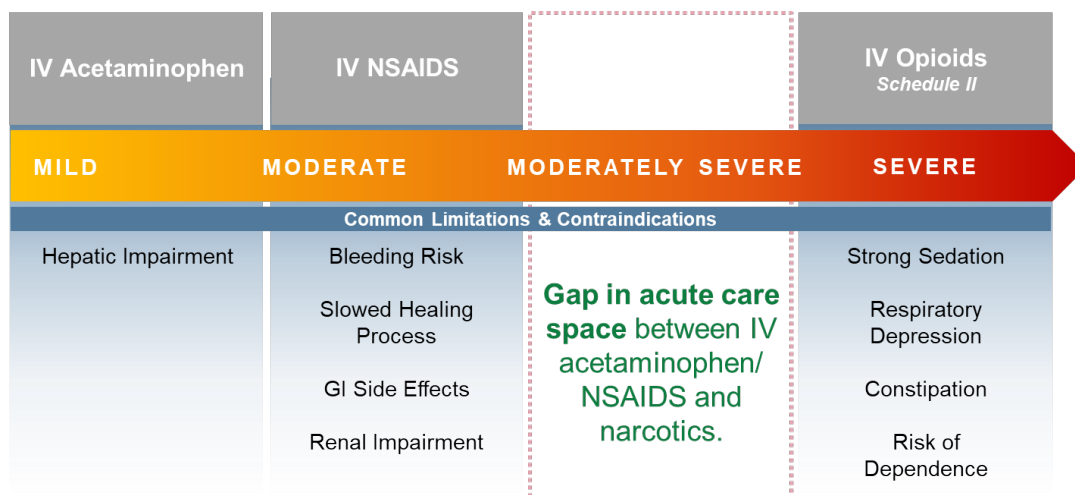 IV Acetaminophen
IV NSAIDS
IV Opioids
Schedule II
MILD
MODERATE
MODERATELY SEVERE
SEVERE
Common Limitations & Contraindications
Hepatic Impairment
Bleeding Risk
Slowed Healing
Process
GI Side Effects
Renal Impairment
Gap in acute care
space between IV
acetaminophen/
NSAIDS and
narcotics.
Strong Sedation
Respiratory
Depression
Constipation
Risk of
Dependence